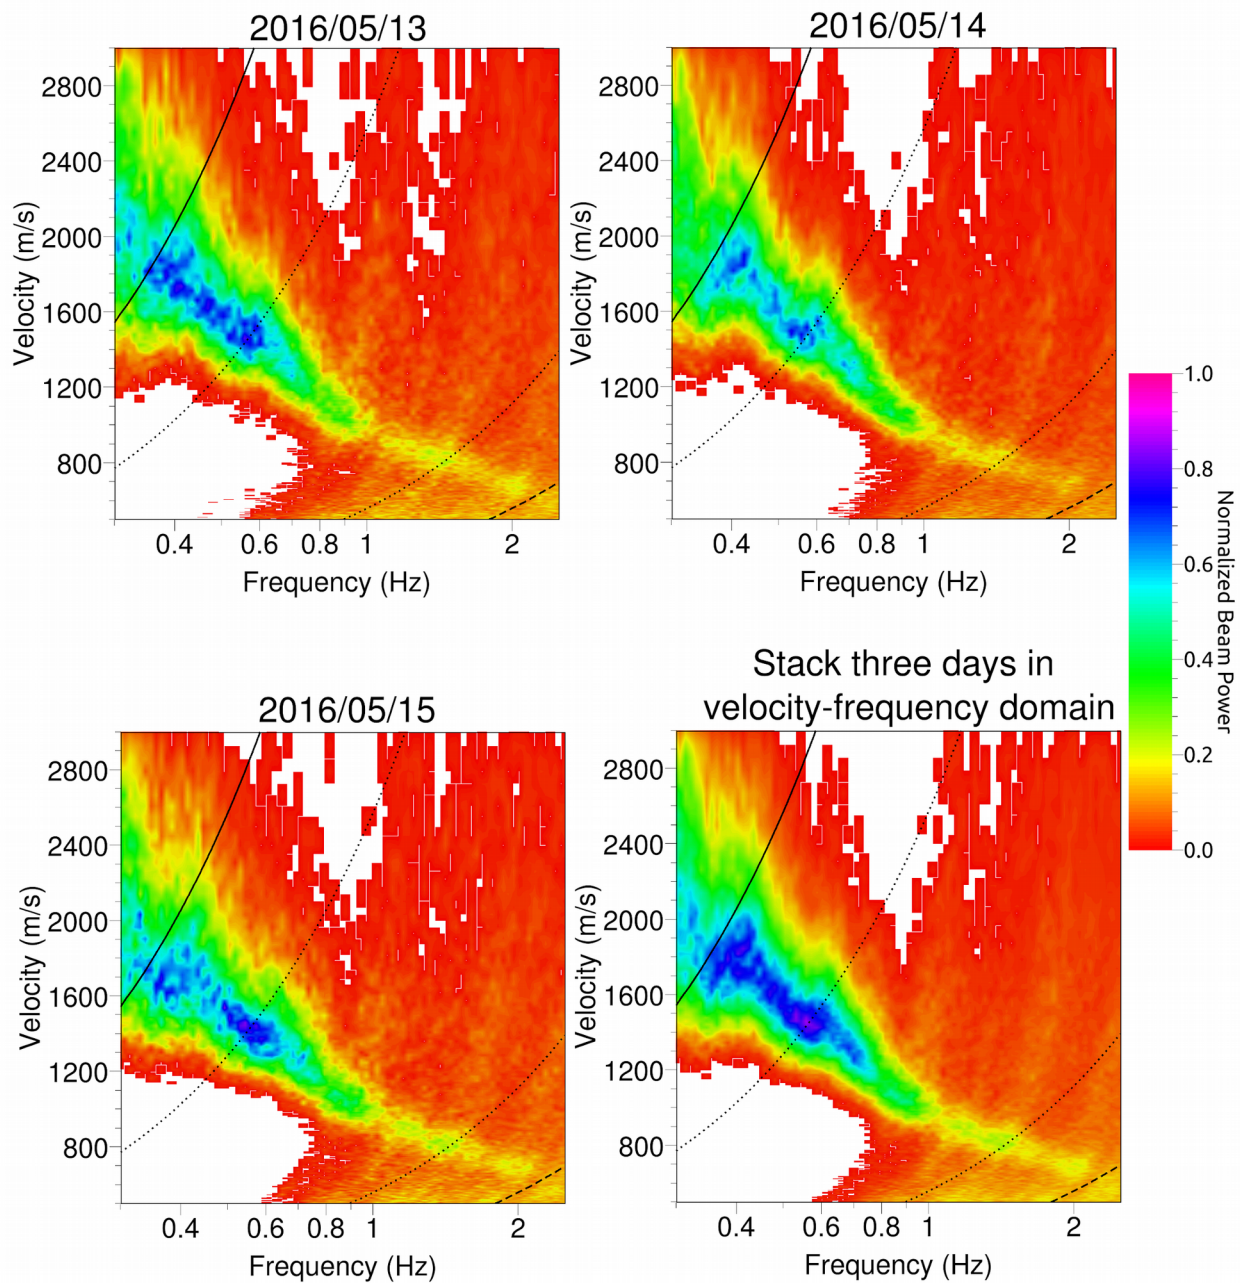 2016/05/13
2016/05/14
2800
2400
2000
1600
1200
800
Velocity (m/s)
0.4 0.6 0.8 1 2
Frequency (Hz)
2800
2400
2000
1600
1200
800
Velocity (m/s)
0.4 0.6 0.8 1 2
Frequency (Hz)
1.0
0.8
0.6
0.4
0.2
0.0
Normalized Beam Power
2016/05/15
Stack three days in
velocity-frequency domain
2800
2400
2000
1600
1200
800
Velocity (m/s)
0.4 0.6 0.8 1 2
Frequency (Hz)
2800
2400
2000
1600
1200
800
Velocity (m/s)
0.4 0.6 0.8 1 2
Frequency (Hz)